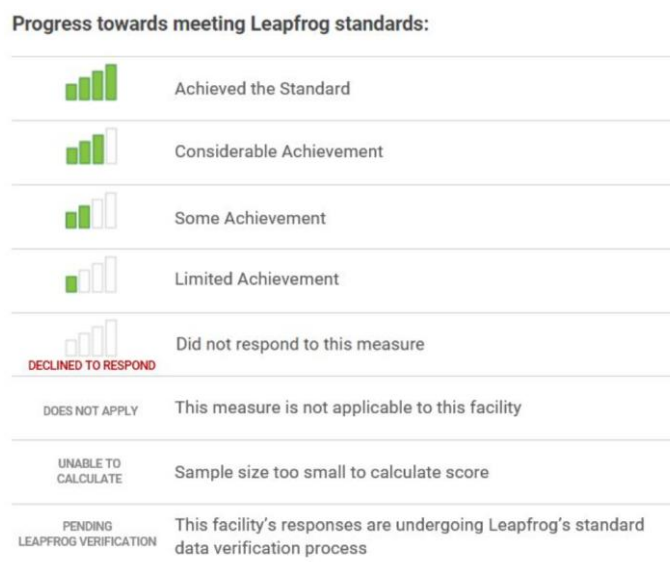 Progress towards meeting Leapfrog standards:
Achieved the Standard
Considerable Achievement
Some Achievement
Limited Achievement
DECLINED TO RESPOND
Did not respond to this measure
DOES NOT APPLY
This measure is not applicable to this facility
UNABLE TO
CALCULATE
Sample size too small to calculate score
PENDING
LEAPFROG VERIFICATION
This facility's responses are undergoing Leapfrog's standard
data verification process